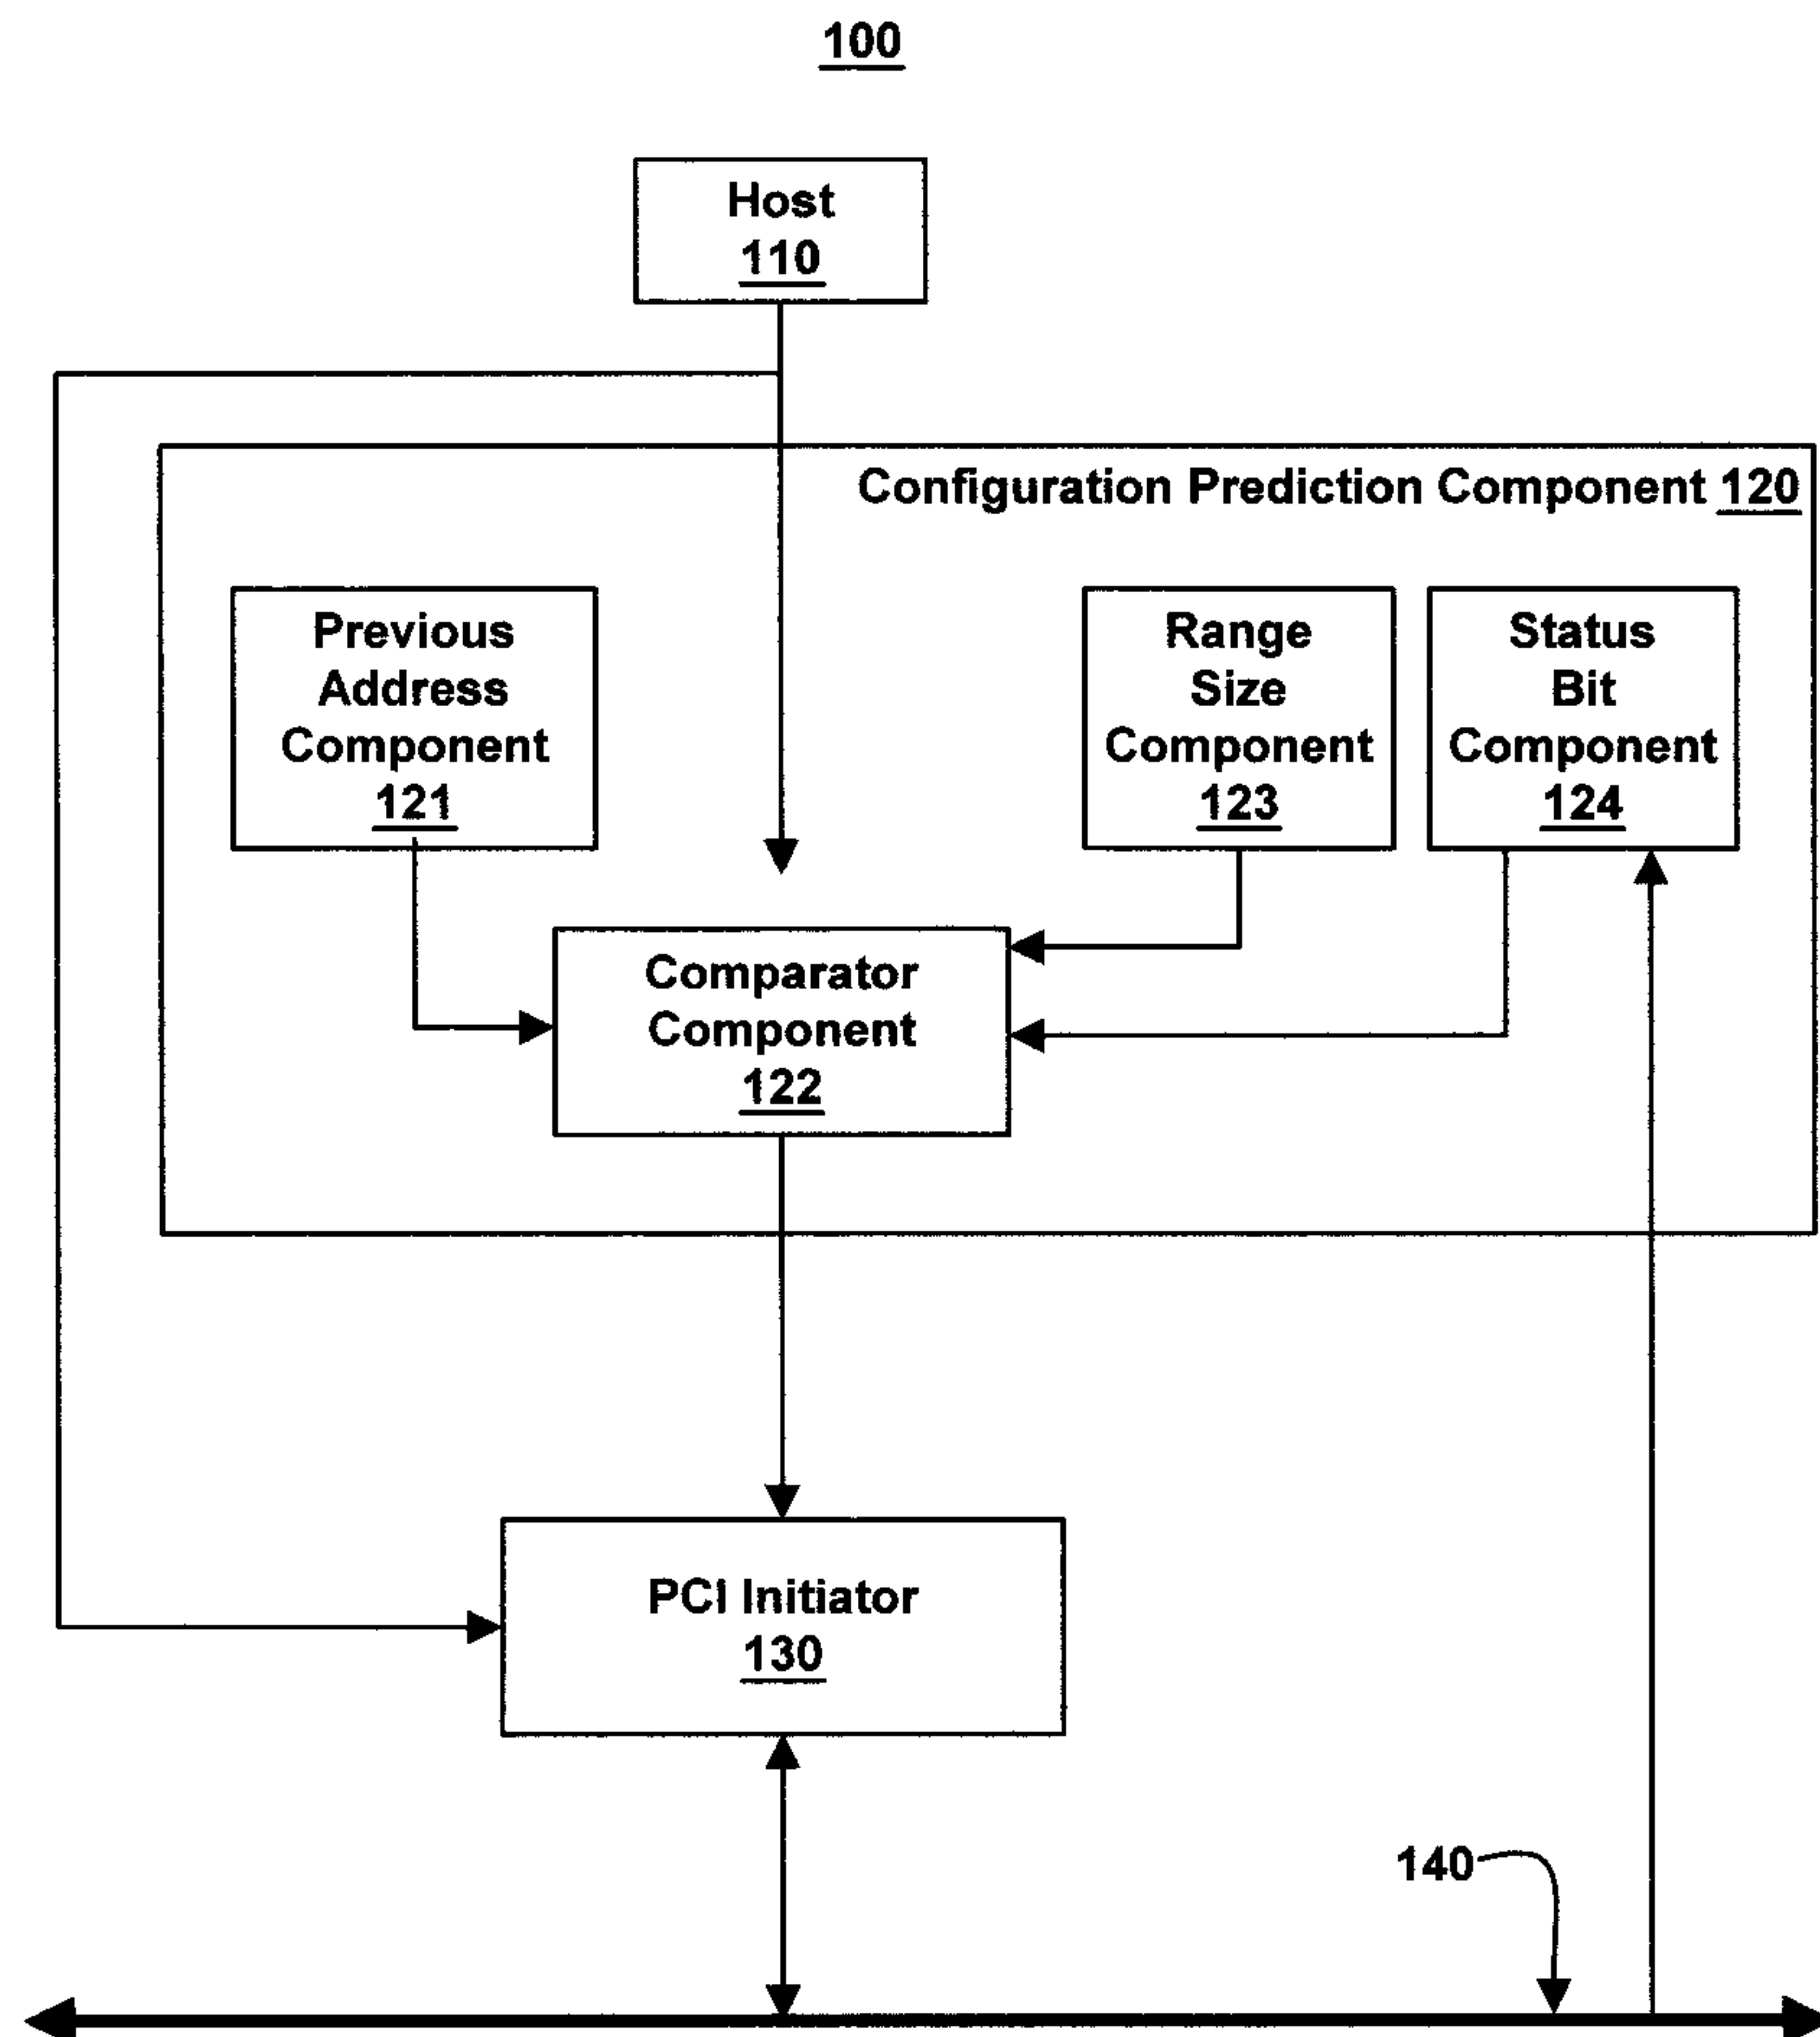 100
Host
110
Configuration Prediction Component 120
Previous
Address
Component
121
Range
Size
Component
123
Status
Bit
Component
124
Comparator
Component
122
PCI Initiator
130
140